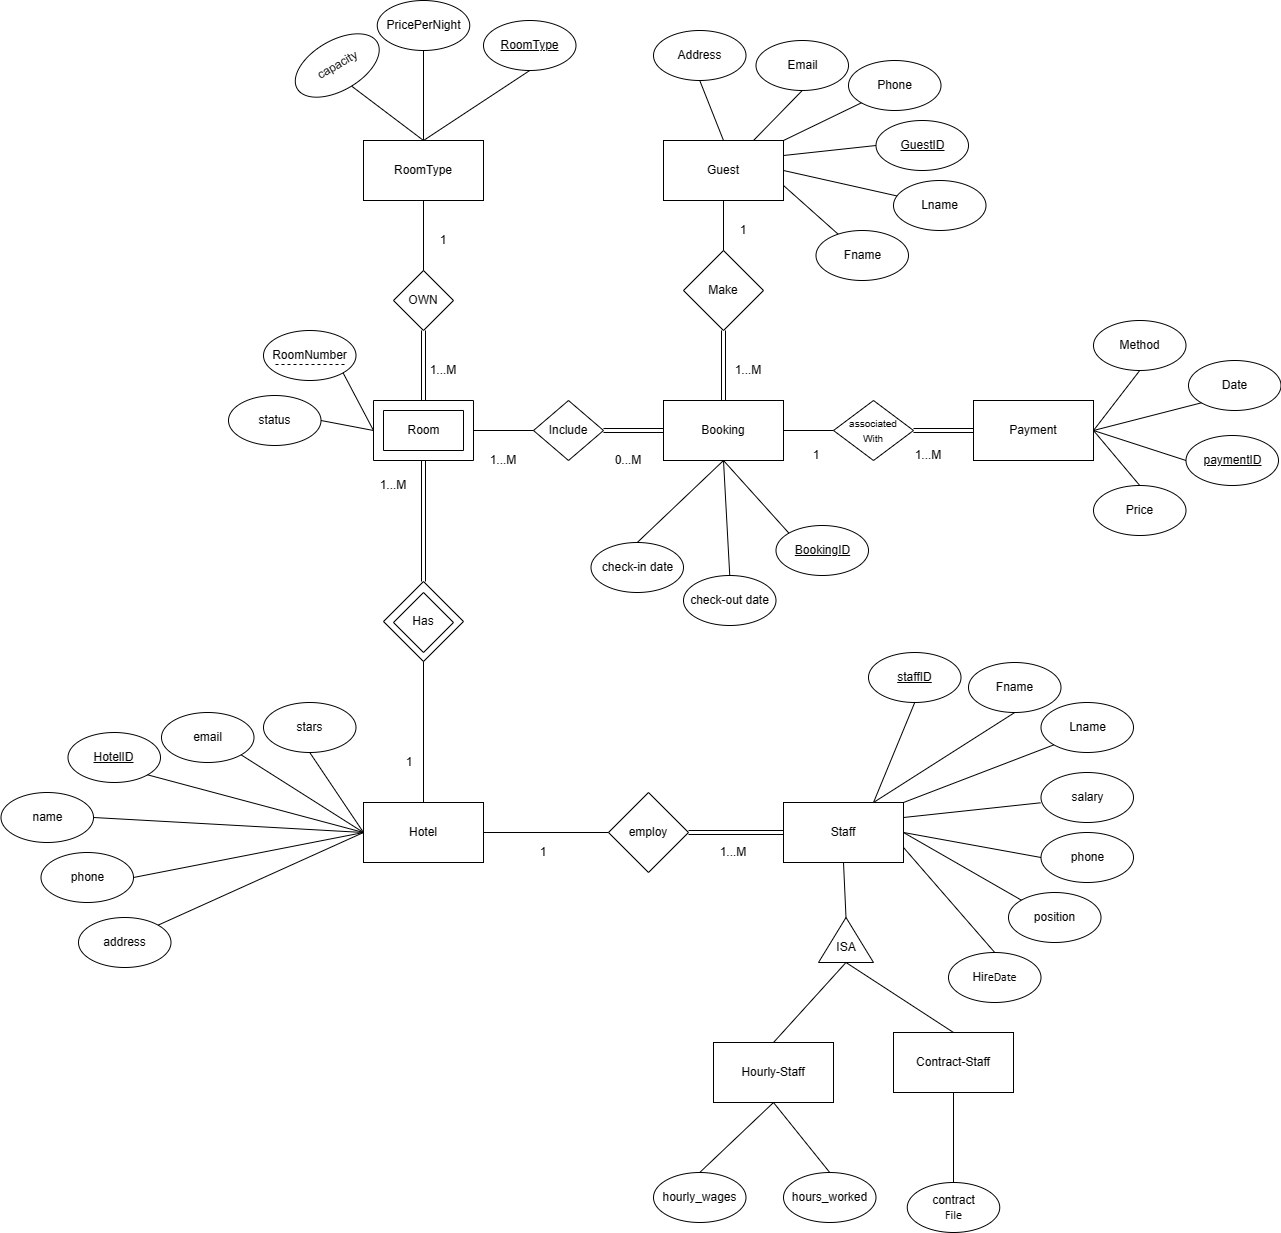 PricePerNight
RoomType
capacity
RoomType
1
OWN
1...M
RoomNumber
status
Room
1...M
Include
0...M
1...M
Address
Email
Phone
GuestID
Lname
Fname
Guest
1
Make
1...M
Booking
1
associated
With
1...M
Payment
Method
Date
paymentID
Price
check-in date
check-out date
BookingID
Has
1
stars
email
HotelID
name
phone
address
Hotel
1
employ
1...M
Staff
staffID
Fname
Lname
salary
phone
position
HireDate
ISA
Hourly-Staff
Contract-Staff
hourly_wages
hours_worked
contract
File